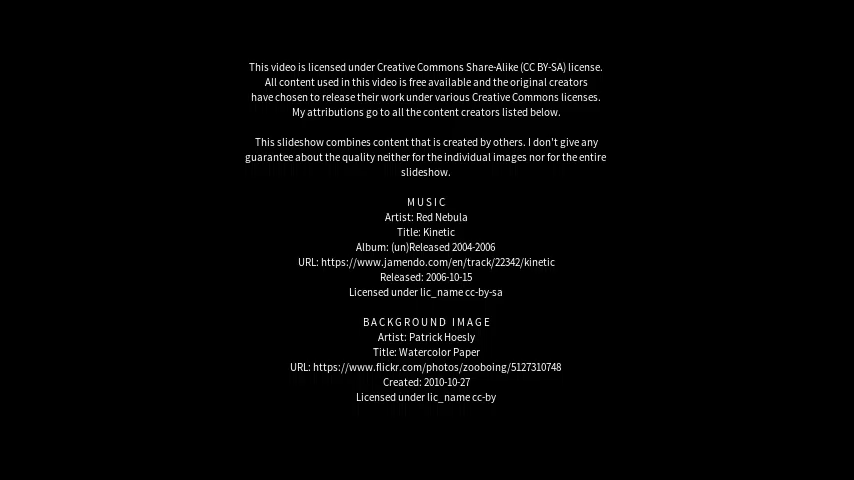 This video is licensed under Creative Commons Share-Alike (CC BY-SA) license.
All content used in this video is free available and the original creators
have chosen to release their work under various Creative Commons licenses.
My attributions go to all the content creators listed below.
This slideshow combines content that is created by others. I don't give any
guarantee about the quality neither for the individual images nor for the entire
slideshow.
MUSIC
Artist: Red Nebula
Title: Kinetic
Album: (un)Released 2004-2006
URL: https://www.jamendo.com/en/track/22342/kinetic
Released: 2006-10-15
Licensed under lic_name cc-by-sa
BACKGROUND IMAGE
Artist: Patrick Hoesly
Title: Watercolor Paper
URL: https://www.flickr.com/photos/zooboing/5127310748
Created: 2010-10-27
Licensed under lic_name cc-by